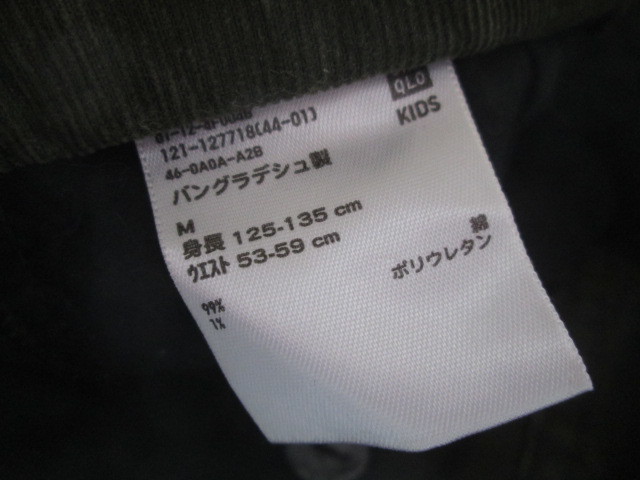 QLO
KIDS
121-127718(44-01)
46-0A0A-A2B
バングラデシュ製
M
身長 125-135 cm
ウエスト 53-59 cm
綿
ポリウレタン
99%
1%